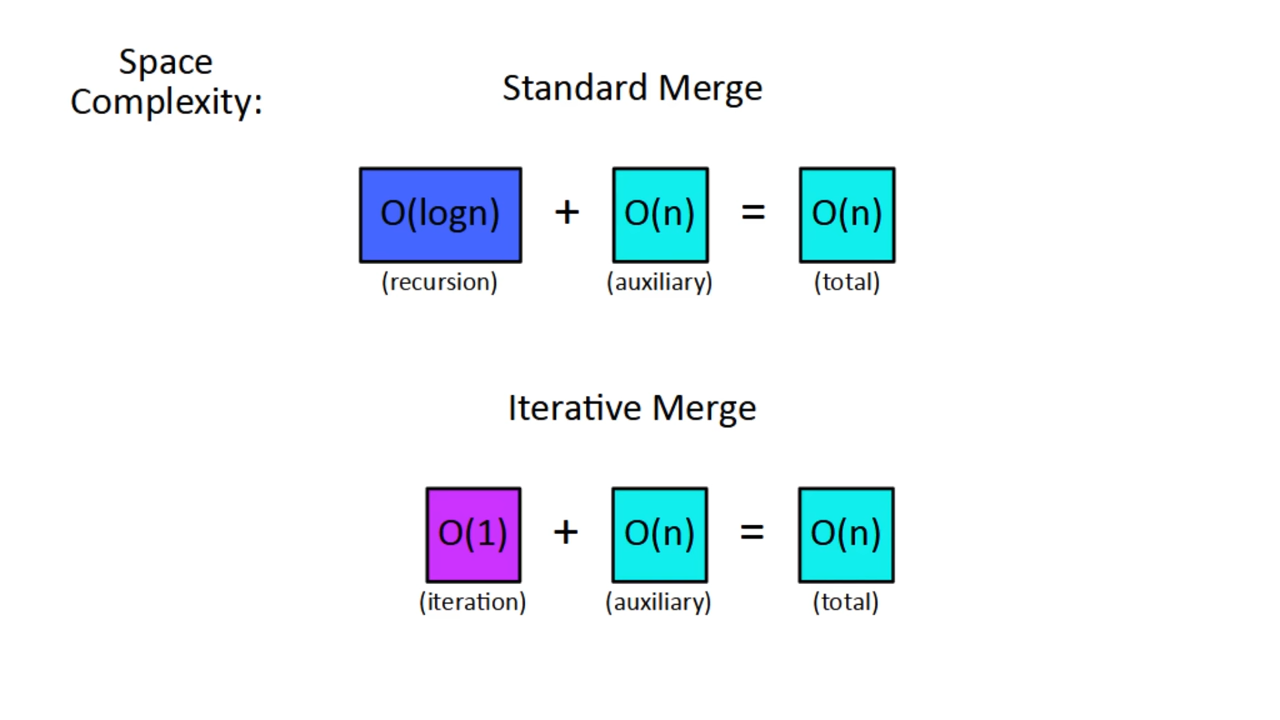 Space
Complexity:
Standard Merge
O(logn) + O(n) = O(n)
(recursion) (auxiliary) (total)
Iterative Merge
O(1) + O(n) = O(n)
(iteration) (auxiliary) (total)